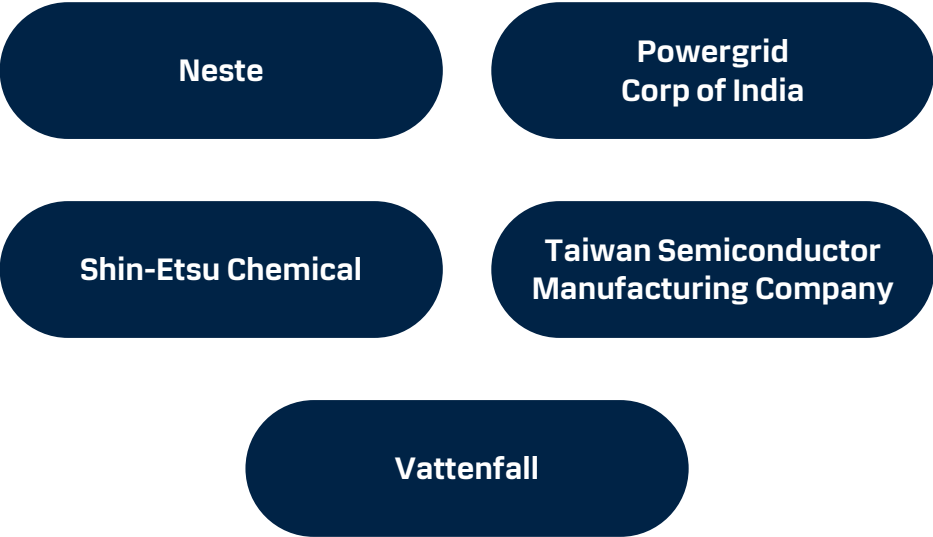 Neste
Powergrid
Corp of India
Shin-Etsu Chemical
Taiwan Semiconductor
Manufacturing Company
Vattenfall